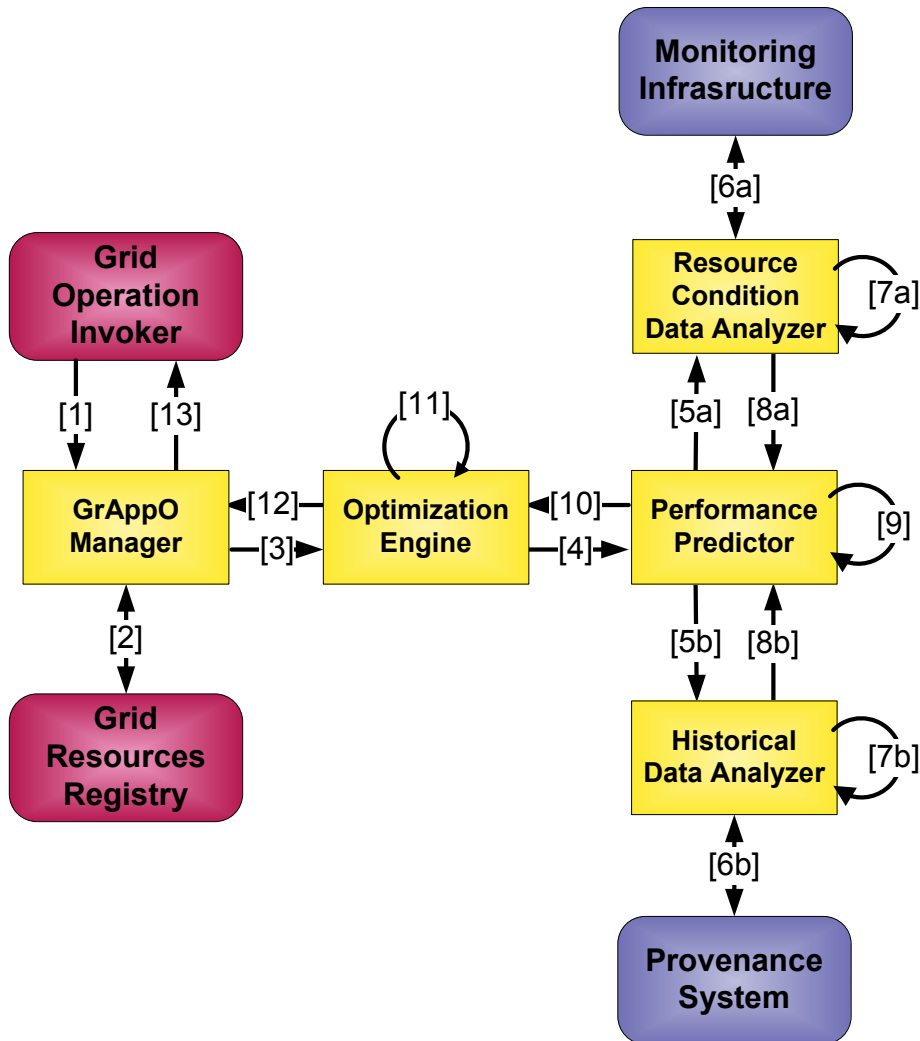 Monitoring
Infrasructure
[6a]
Grid
Operation
Invoker
Resource
Condition
Data Analyzer
[7a]
[1]
[13]
[11]
[5a]
[8a]
GrAppO
Manager
[12]
[3]
Optimization
Engine
[10]
[4]
Performance
Predictor
[9]
[2]
[5b]
[8b]
Grid
Resources
Registry
Historical
Data Analyzer
[7b]
[6b]
Provenance
System